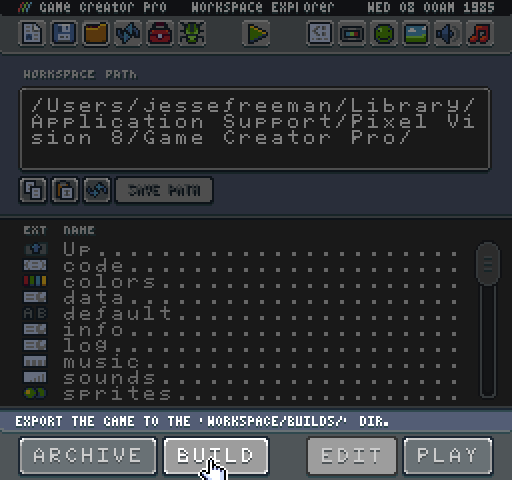 Game Creator Pro Workspace Explorer WED 08 00AM 1985
Workspace Path
/Users/jessefreeman/Library/
Application Support/Pixel Vi
sion 8/Game Creator Pro/
SAVE PATH
EXT NAME
Up
code
colors
data
AB default
info
log
music
sounds
sprites
EXPORT THE GAME TO THE 'WORKSPACE/BUILDS/' DIR.
ARCHIVE BUILD EDIT PLAY